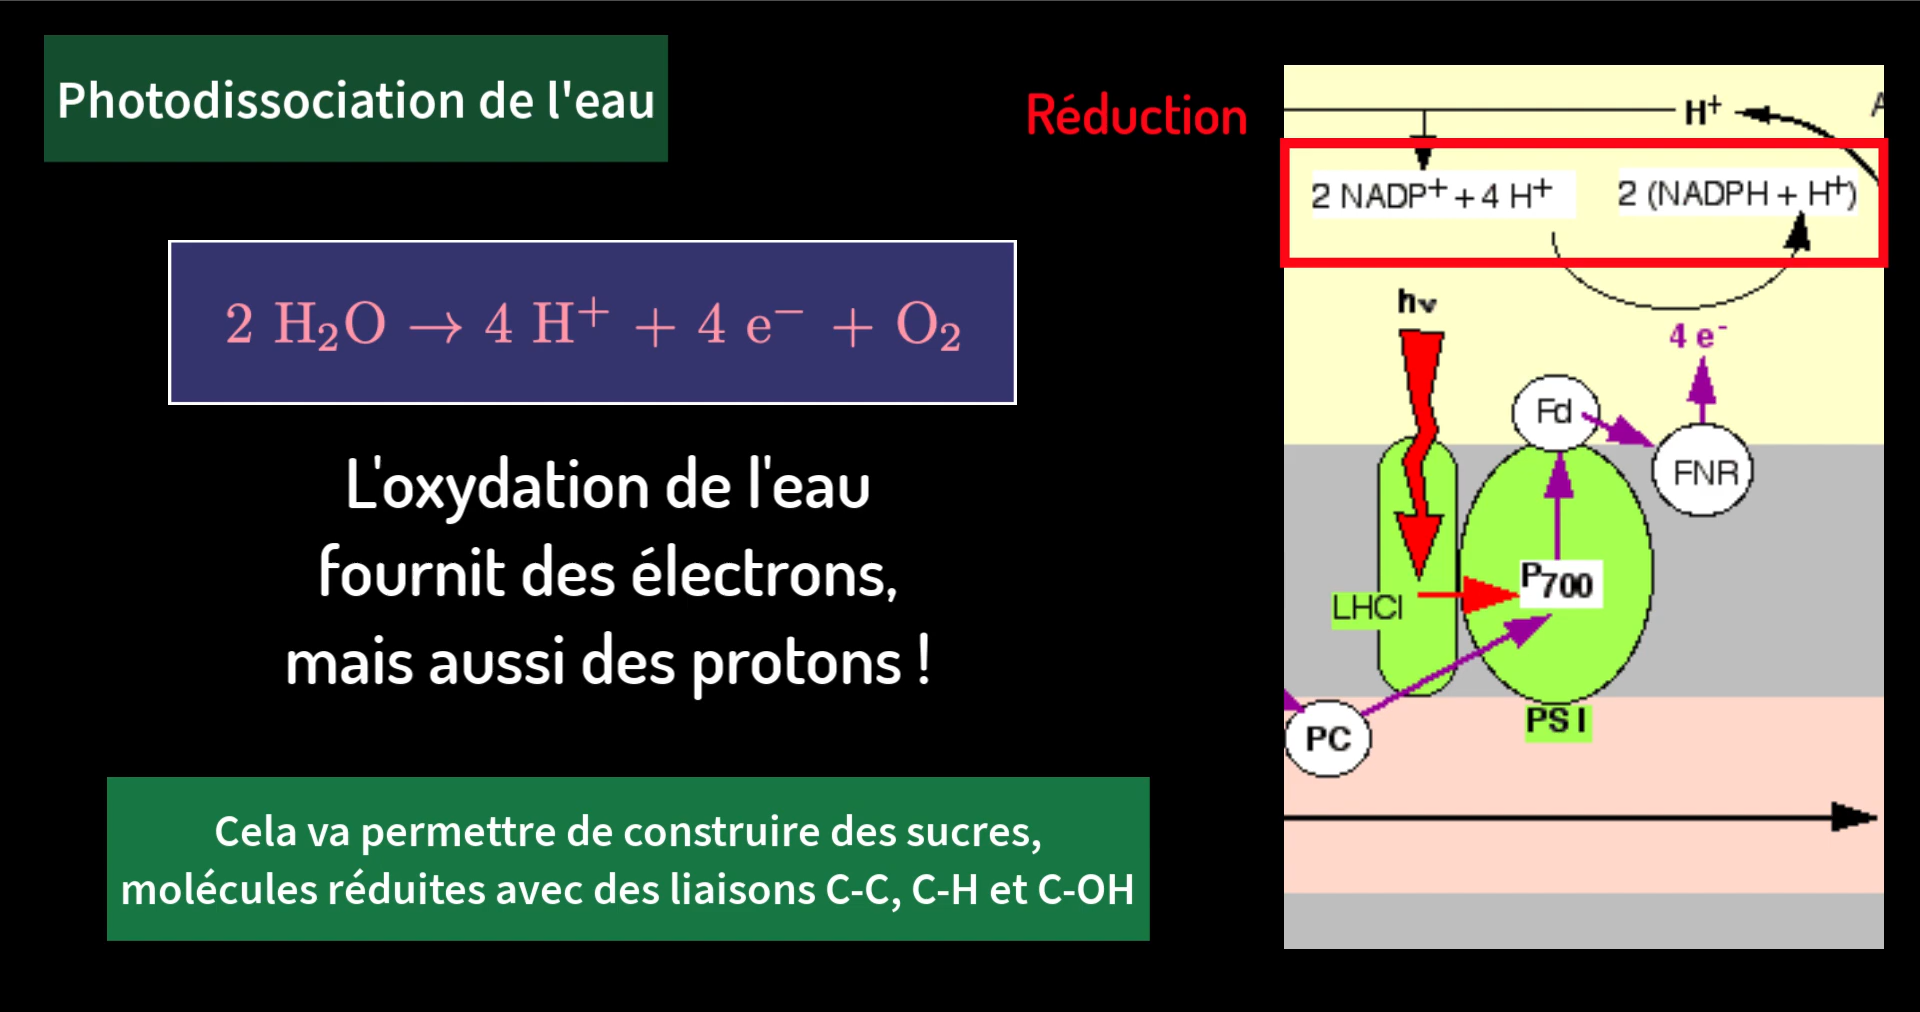 Photodissociation de l'eau
2 H₂O → 4 H⁺ + 4 e⁻ + O₂
L'oxydation de l'eau
fournit des électrons,
mais aussi des protons !
Cela va permettre de construire des sucres,
molécules réduites avec des liaisons C-C, C-H et C-OH
Réduction
H⁺
2 NADP⁺ + 4 H⁺
2 (NADPH + H⁺)
hν
4 e⁻
Fd
FNR
P₇₀₀
LHCI
PS I
PC